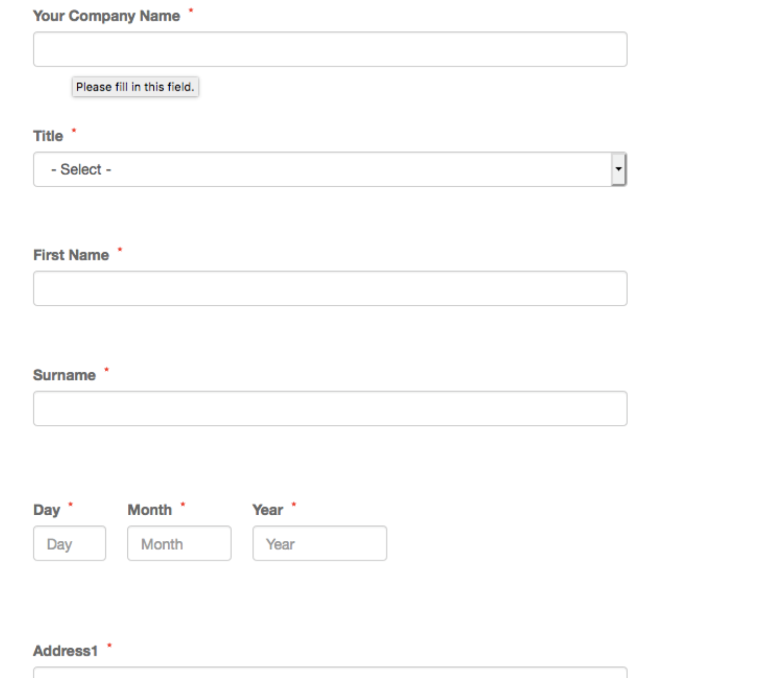 Your Company Name *
Please fill in this field.
Title *
- Select -
First Name *
Surname *
Day * Month * Year *
Day Month Year
Address1 *